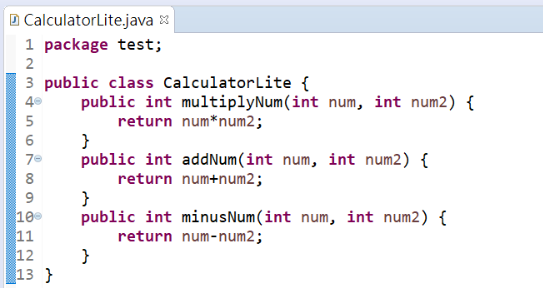 CalculatorLite.java
1 package test;
2
3 public class CalculatorLite {
4 public int multiplyNum(int num, int num2) {
5 return num*num2;
6 }
7 public int addNum(int num, int num2) {
8 return num+num2;
9 }
10 public int minusNum(int num, int num2) {
11 return num-num2;
12 }
13 }